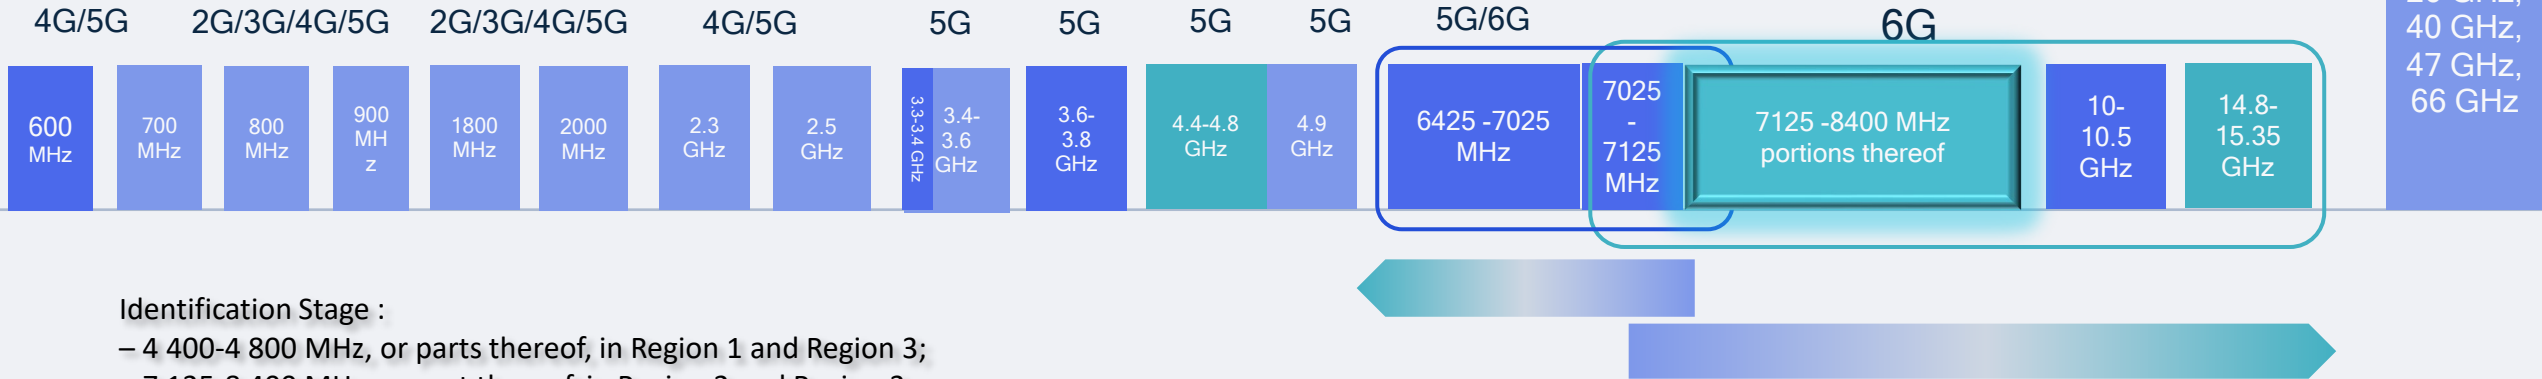 4G/5G
2G/3G/4G/5G
2G/3G/4G/5G
4G/5G
5G
5G
5G
5G
5G/6G
6G
600
MHz
700
MHz
800
MHz
900
MH
z
1800
MHz
2000
MHz
2.3
GHz
2.5
GHz
3.3-3.4 GHz
3.4-
3.6
GHz
3.6-
3.8
GHz
4.4-4.8
GHz
4.9
GHz
6425 -7025
MHz
7025
-
7125
MHz
7125 -8400 MHz
portions thereof
10-
10.5
GHz
14.8-
15.35
GHz
GHz,
40 GHz,
47 GHz,
66 GHz
Identification Stage :
– 4 400-4 800 MHz, or parts thereof, in Region 1 and Region 3;